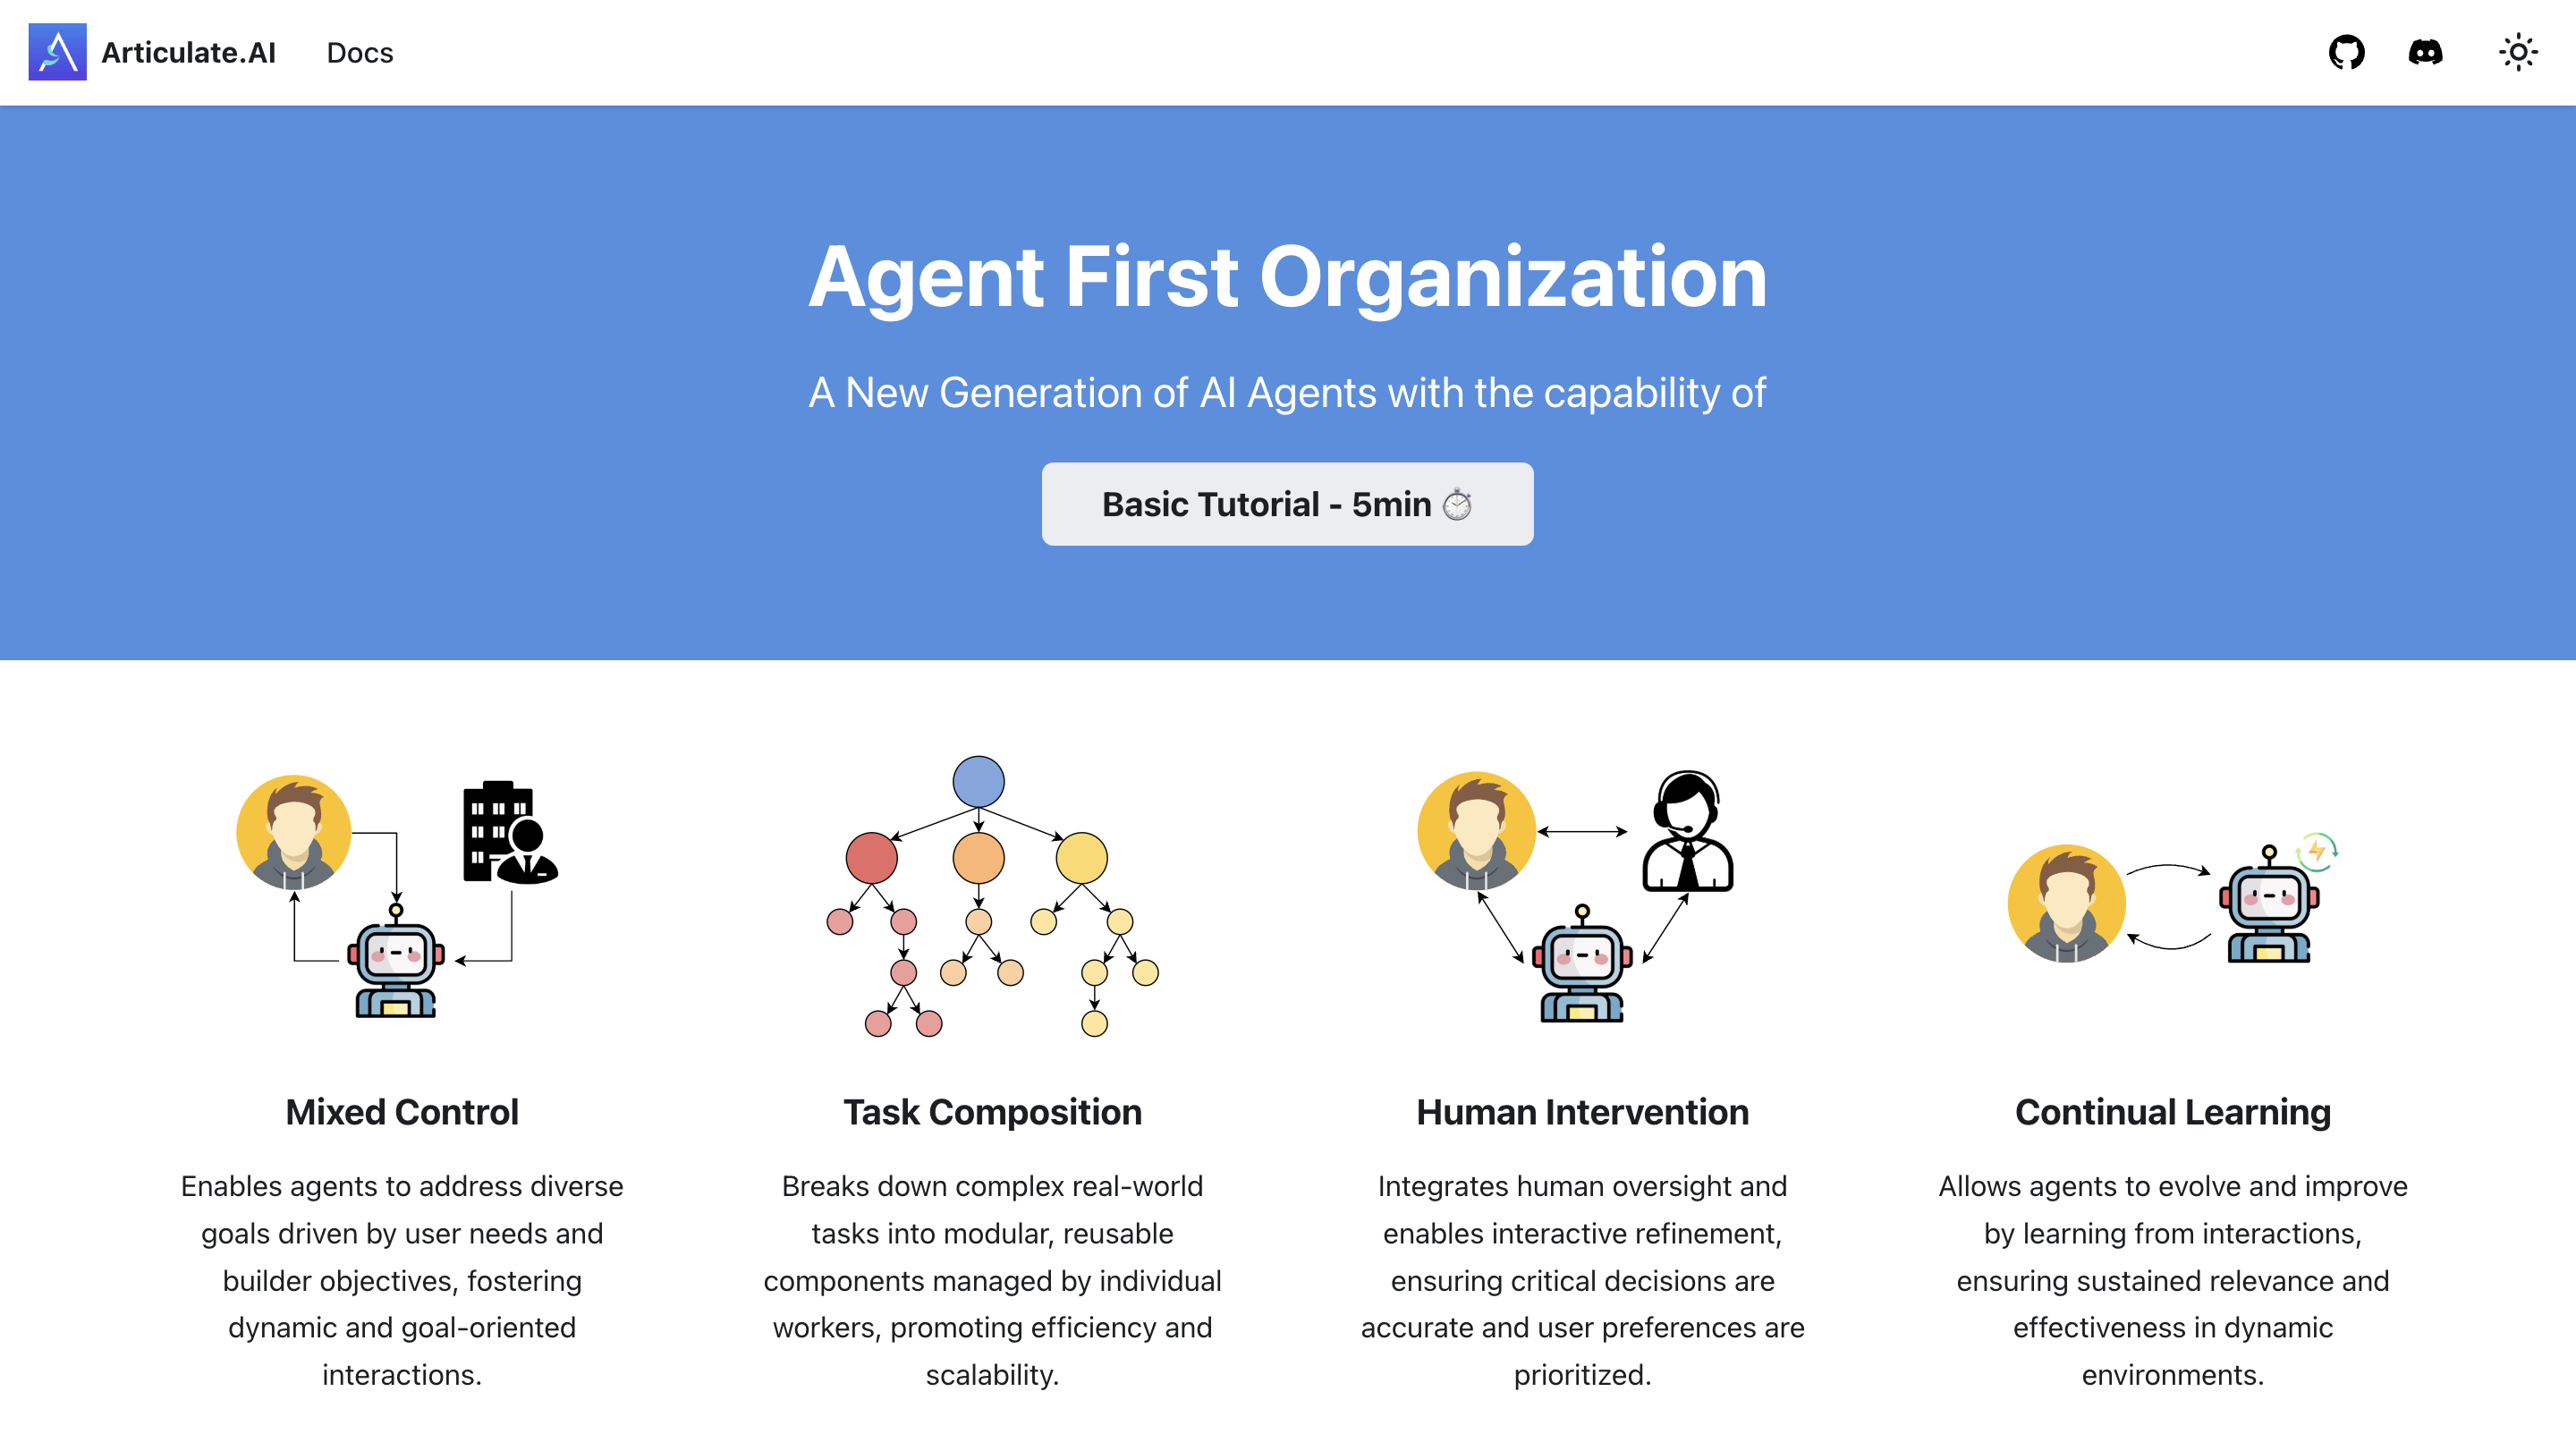 Articulate.AI Docs
Agent First Organization
A New Generation of AI Agents with the capability of
Basic Tutorial - 5min ⏱️
Mixed Control
Enables agents to address diverse
goals driven by user needs and
builder objectives, fostering
dynamic and goal-oriented
interactions.
Task Composition
Breaks down complex real-world
tasks into modular, reusable
components managed by individual
workers, promoting efficiency and
scalability.
Human Intervention
Integrates human oversight and
enables interactive refinement,
ensuring critical decisions are
accurate and user preferences are
prioritized.
Continual Learning
Allows agents to evolve and improve
by learning from interactions,
ensuring sustained relevance and
effectiveness in dynamic
environments.